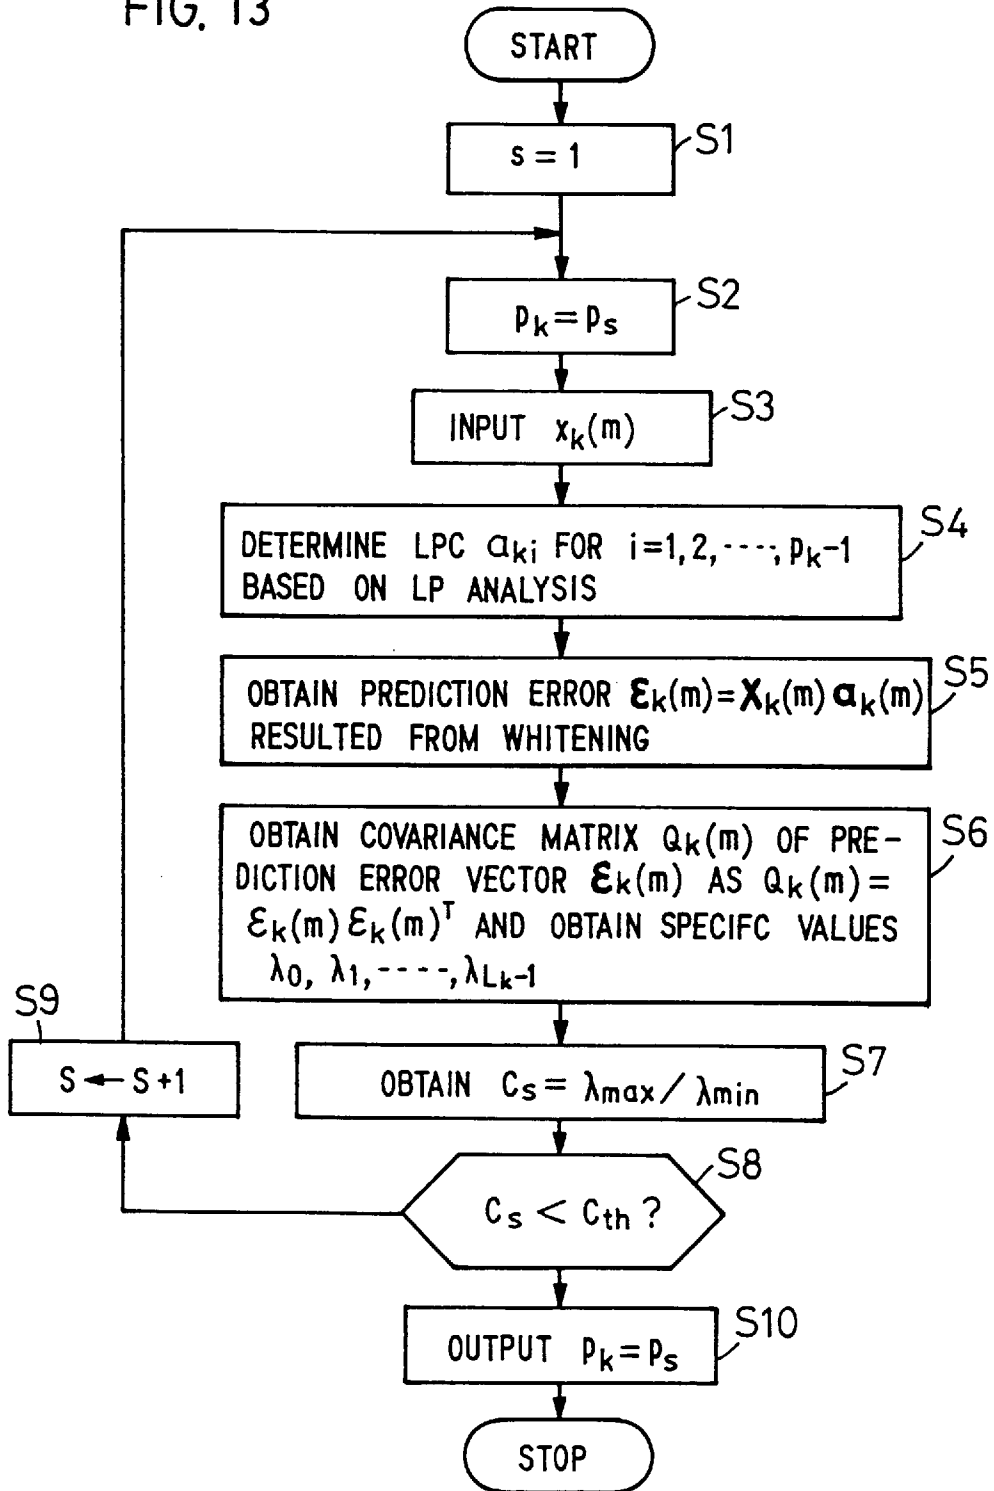 FIG. 13
START
s = 1
S1
pₖ = pₛ
S2
INPUT xₖ(m)
S3
DETERMINE LPC aₖᵢ FOR i=1, 2, ----, pₖ-1
BASED ON LP ANALYSIS
S4
OBTAIN PREDICTION ERROR εₖ(m)=Xₖ(m)aₖ(m)
RESULTED FROM WHITENING
S5
OBTAIN COVARIANCE MATRIX Qₖ(m) OF PRE-
DICTION ERROR VECTOR εₖ(m) AS Qₖ(m)=
εₖ(m)εₖ(m)ᵀ AND OBTAIN SPECIFC VALUES
λ₀, λ₁, ----, λ_Lₖ₋₁
S6
S9
S ← S+1
OBTAIN Cₛ = λmax / λmin
S7
Cₛ < Cth ?
S8
OUTPUT pₖ = pₛ
S10
STOP